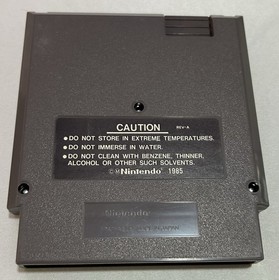 CAUTION REV-A
• DO NOT STORE IN EXTREME TEMPERATURES.
• DO NOT IMMERSE IN WATER.
• DO NOT CLEAN WITH BENZENE, THINNER,
ALCOHOL OR OTHER SUCH SOLVENTS.
©MNintendo® 1985
Nintendo